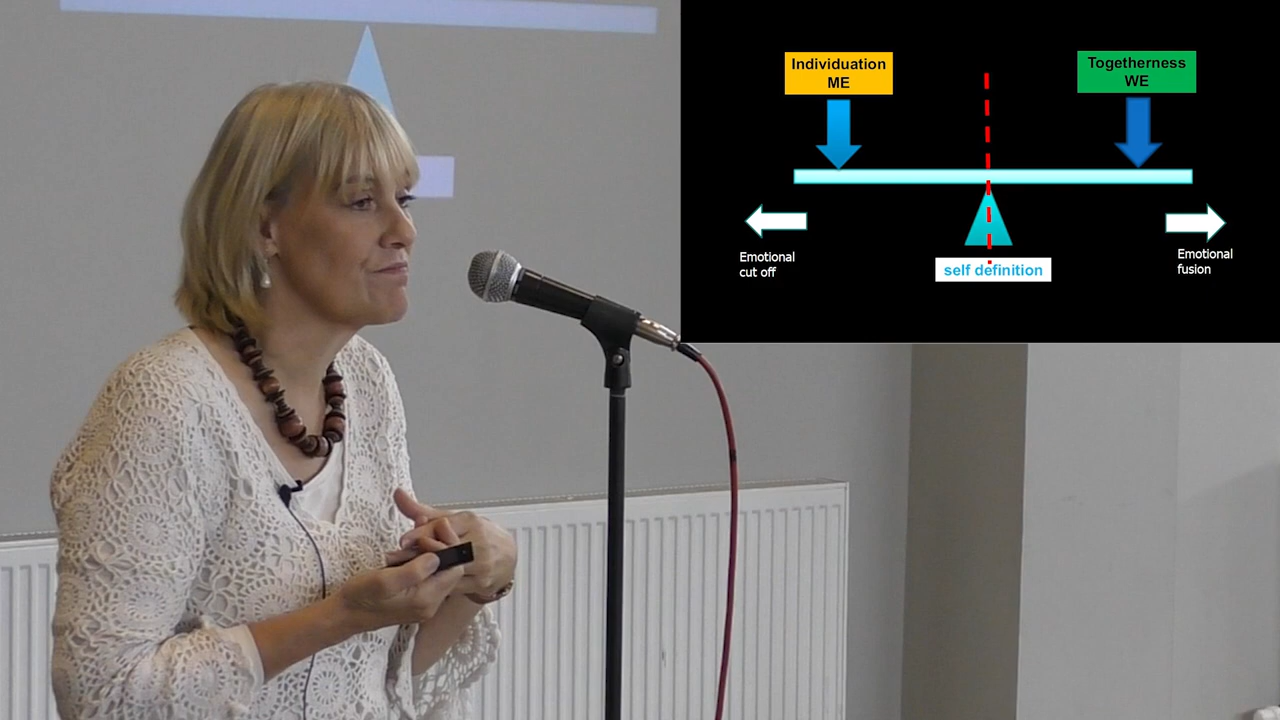 Individuation
ME
Togetherness
WE
Emotional
cut off
self definition
Emotional
fusion